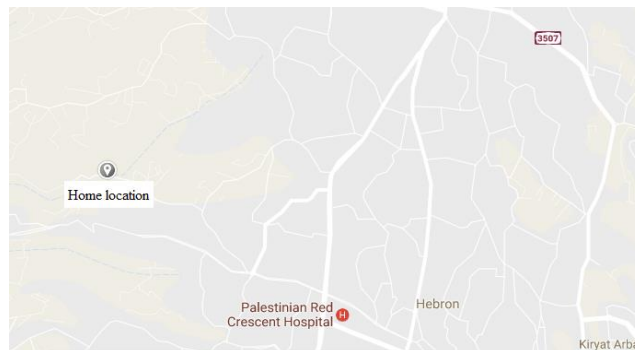 3507
Home location
Palestinian Red
Crescent Hospital
H
Hebron
Kiryat Arba